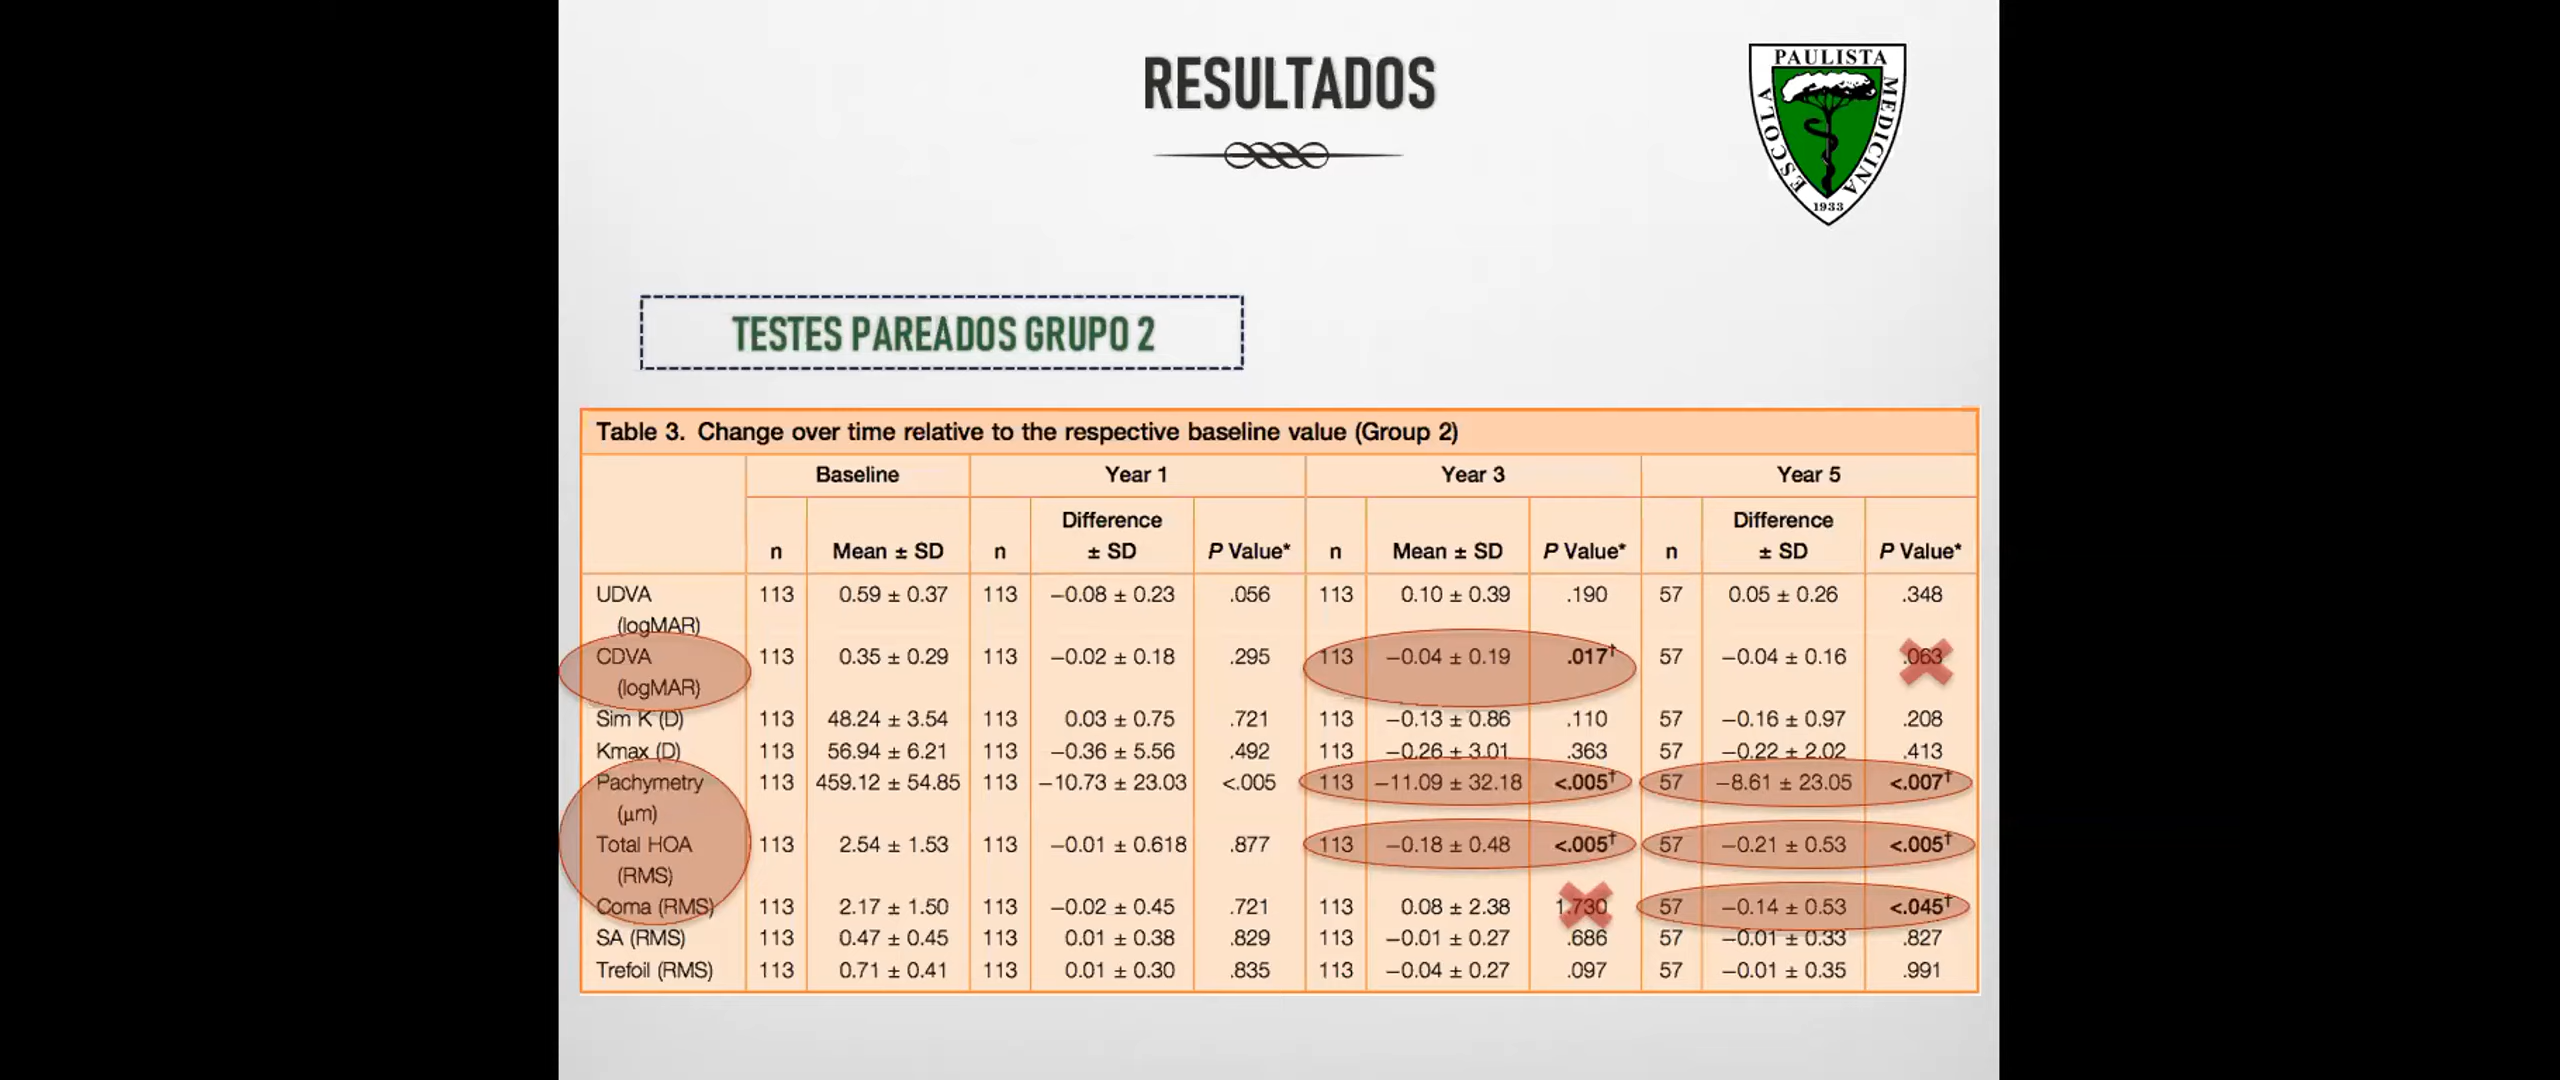 RESULTADOS
ESCOLA PAULISTA MEDICINA
1933
TESTES PAREADOS GRUPO 2
Table 3. Change over time relative to the respective baseline value (Group 2)
Baseline Year 1 Year 3 Year 5
Difference Difference
n Mean ± SD n ± SD P Value* n Mean ± SD P Value* n ± SD P Value*
UDVA 113 0.59 ± 0.37 113 −0.08 ± 0.23 .056 113 0.10 ± 0.39 .190 57 0.05 ± 0.26 .348
(logMAR)
CDVA 113 0.35 ± 0.29 113 −0.02 ± 0.18 .295 113 −0.04 ± 0.19 .017† 57 −0.04 ± 0.16 .063
(logMAR)
Sim K (D) 113 48.24 ± 3.54 113 0.03 ± 0.75 .721 113 −0.13 ± 0.86 .110 57 −0.16 ± 0.97 .208
Kmax (D) 113 56.94 ± 6.21 113 −0.36 ± 5.56 .492 113 −0.26 ± 3.01 .363 57 −0.22 ± 2.02 .413
Pachymetry 113 459.12 ± 54.85 113 −10.73 ± 23.03 <.005 113 −11.09 ± 32.18 <.005† 57 −8.61 ± 23.05 <.007†
(μm)
Total HOA 113 2.54 ± 1.53 113 −0.01 ± 0.618 .877 113 −0.18 ± 0.48 <.005† 57 −0.21 ± 0.53 <.005†
(RMS)
Coma (RMS) 113 2.17 ± 1.50 113 −0.02 ± 0.45 .721 113 0.08 ± 2.38 1.730 57 −0.14 ± 0.53 <.045†
SA (RMS) 113 0.47 ± 0.45 113 0.01 ± 0.38 .829 113 −0.01 ± 0.27 .686 57 −0.01 ± 0.33 .827
Trefoil (RMS) 113 0.71 ± 0.41 113 0.01 ± 0.30 .835 113 −0.04 ± 0.27 .097 57 −0.01 ± 0.35 .991